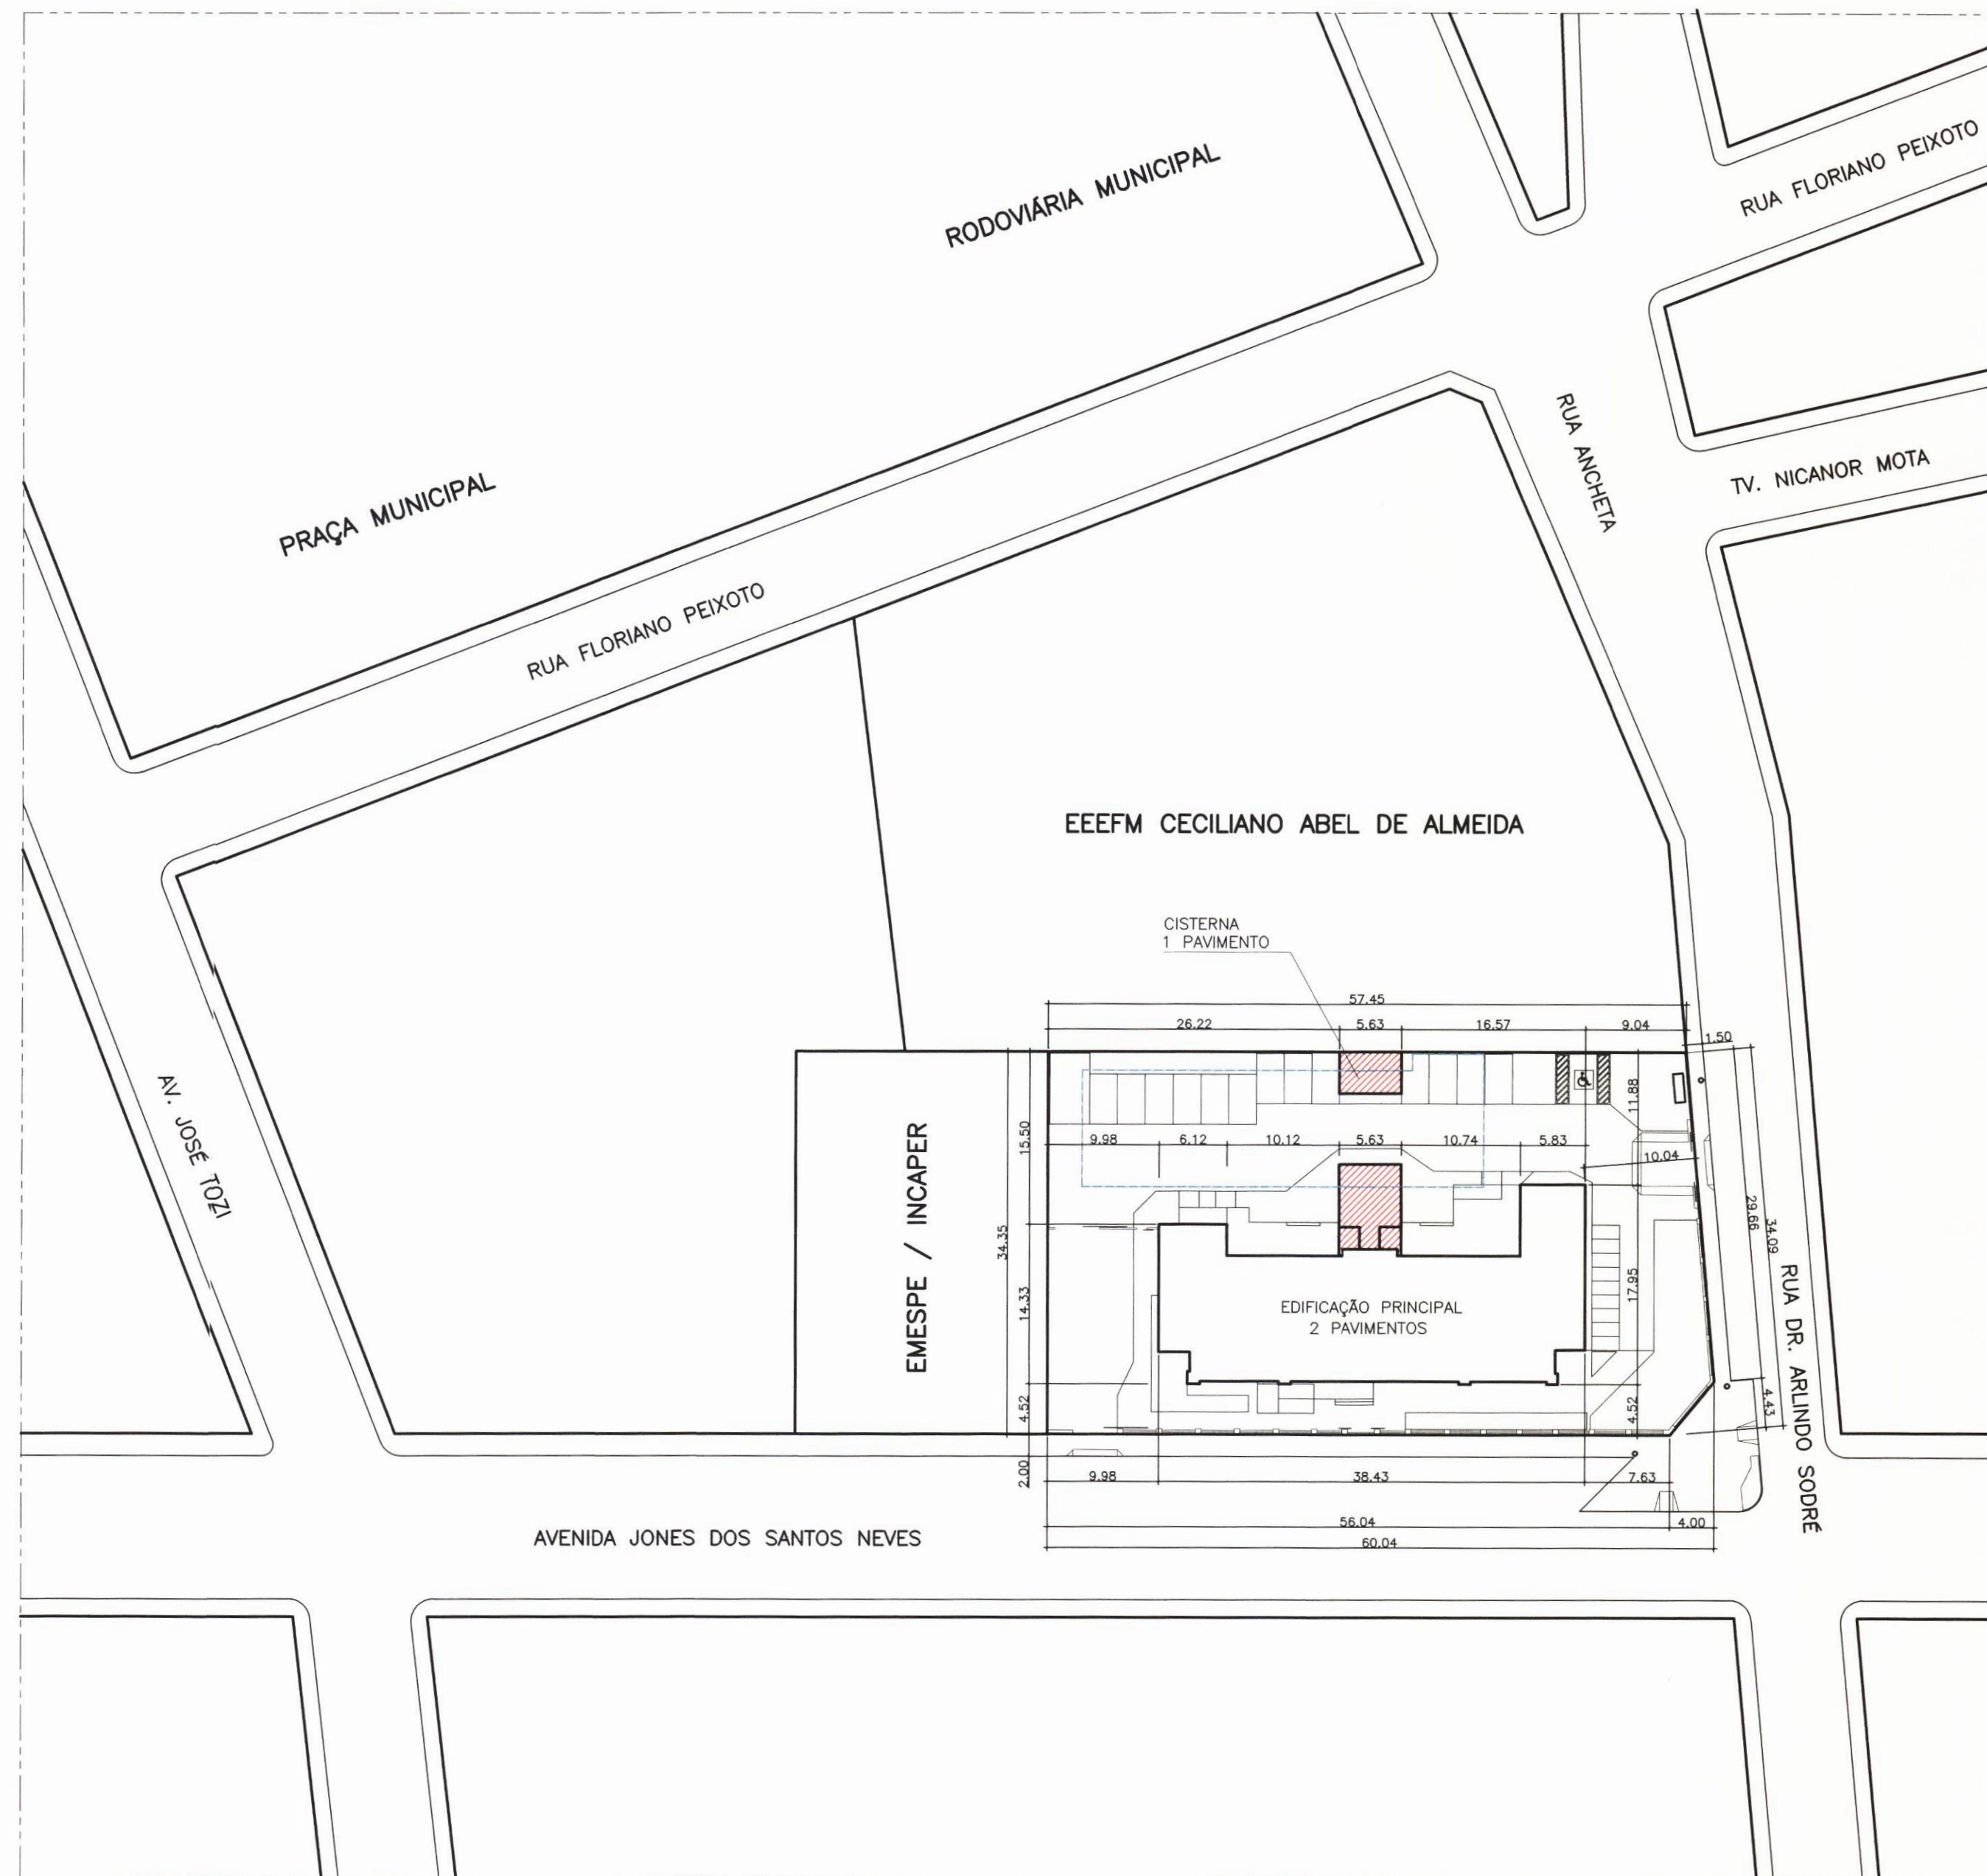 RODOVIÁRIA MUNICIPAL
RUA FLORIANO PEIXOTO
PRAÇA MUNICIPAL
RUA ANCHETA
TV. NICANOR MOTA
RUA FLORIANO PEIXOTO
EEEFM CECILIANO ABEL DE ALMEIDA
CISTERNA
1 PAVIMENTO
57.45
26.22
5.63
16.57
9.04
1.50
AV. JOSÉ TOZI
EMESPE / INCAPER
11.88
15.50
9.98
6.12
10.12
5.63
10.74
5.83
10.04
29.66
34.09
34.35
14.33
17.95
EDIFICAÇÃO PRINCIPAL
2 PAVIMENTOS
RUA DR. ARLINDO SODRÉ
4.52
4.52
4.43
2.00
9.98
38.43
7.63
56.04
4.00
60.04
AVENIDA JONES DOS SANTOS NEVES